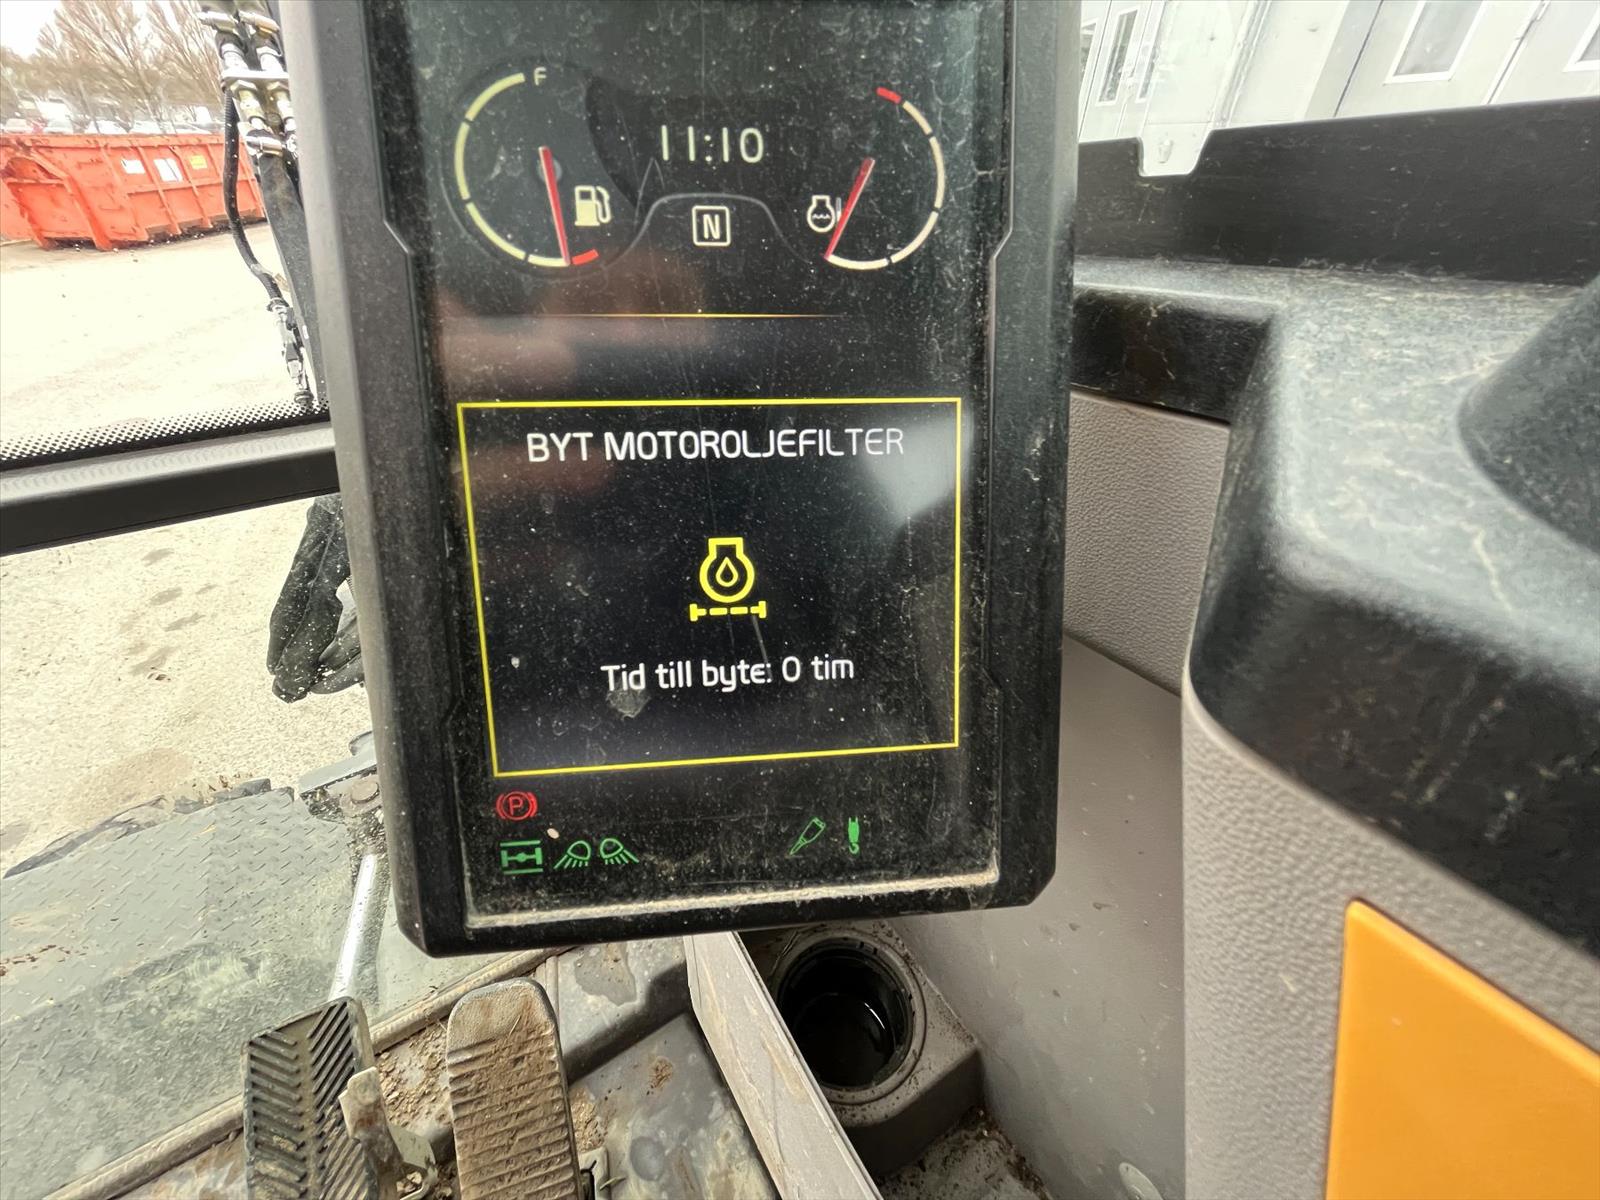 F
11:10
N
BYT MOTOROLJEFILTER
Tid till byte: 0 tim
P